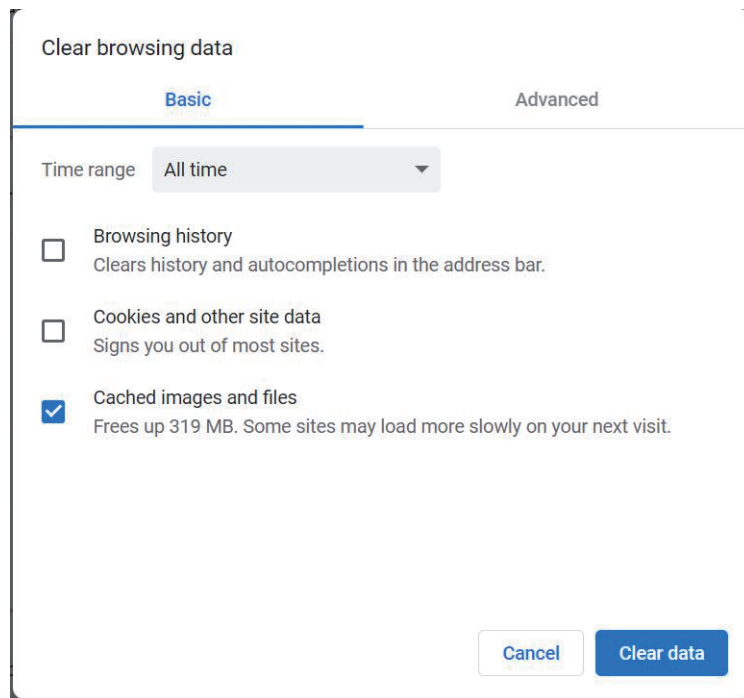 Clear browsing data
Basic Advanced
Time range All time
Browsing history
Clears history and autocompletions in the address bar.
Cookies and other site data
Signs you out of most sites.
Cached images and files
Frees up 319 MB. Some sites may load more slowly on your next visit.
Cancel Clear data